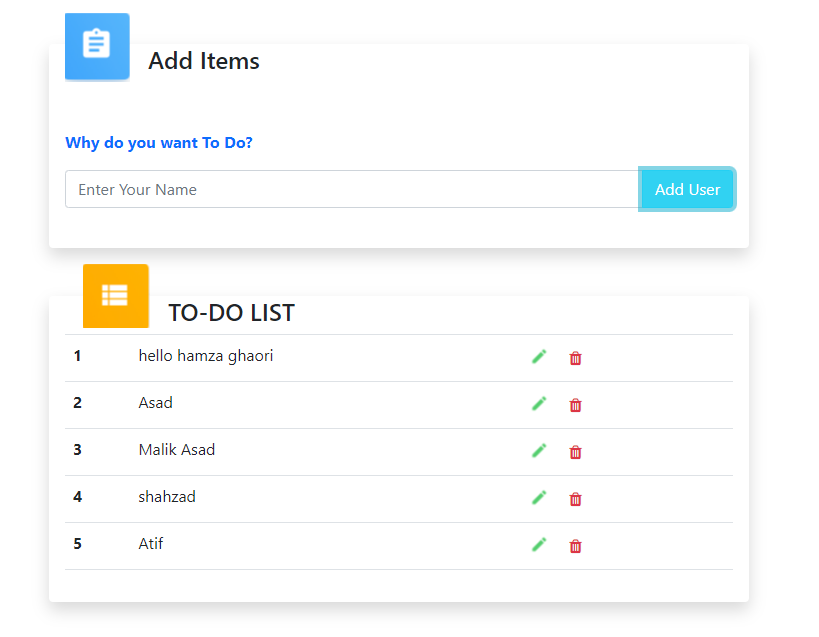 Add Items
Why do you want To Do?
Enter Your Name Add User
TO-DO LIST
1 hello hamza ghaori
2 Asad
3 Malik Asad
4 shahzad
5 Atif